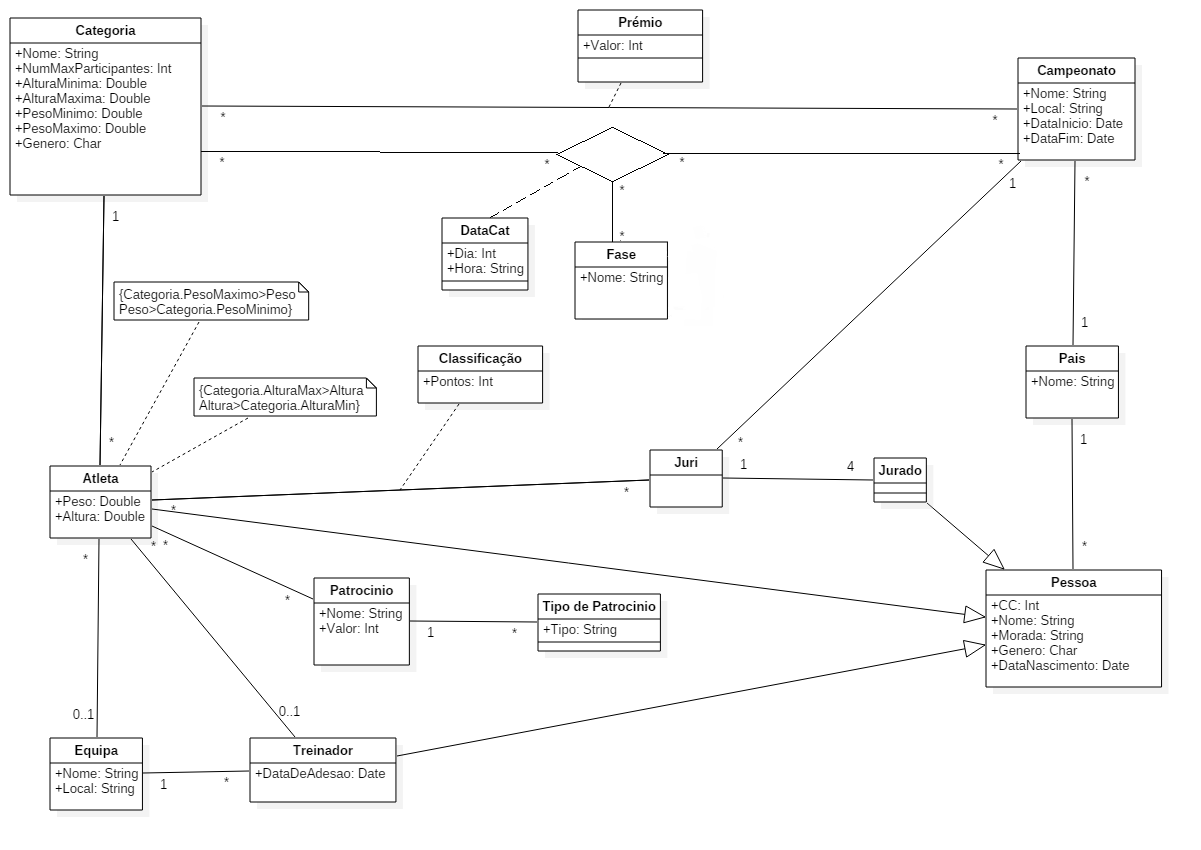 Categoria
+Nome: String
+NumMaxParticipantes: Int
+AlturaMinima: Double
+AlturaMaxima: Double
+PesoMinimo: Double
+PesoMaximo: Double
+Genero: Char
Prémio
+Valor: Int
Campeonato
+Nome: String
+Local: String
+DataInicio: Date
+DataFim: Date
*
*
*
*
*
*
1
*
*
1
*
DataCat
+Dia: Int
+Hora: String
Fase
+Nome: String
{Categoria.PesoMaximo>Peso
Peso>Categoria.PesoMinimo}
1
Classificação
+Pontos: Int
Pais
+Nome: String
{Categoria.AlturaMax>Altura
Altura>Categoria.AlturaMin}
*
*
1
Atleta
+Peso: Double
+Altura: Double
Juri
1
4
Jurado
*
*
*
*
*
*
Pessoa
+CC: Int
+Nome: String
+Morada: String
+Genero: Char
+DataNascimento: Date
Patrocinio
+Nome: String
+Valor: Int
*
1
*
Tipo de Patrocinio
+Tipo: String
0..1
0..1
Equipa
+Nome: String
+Local: String
1
*
Treinador
+DataDeAdesao: Date